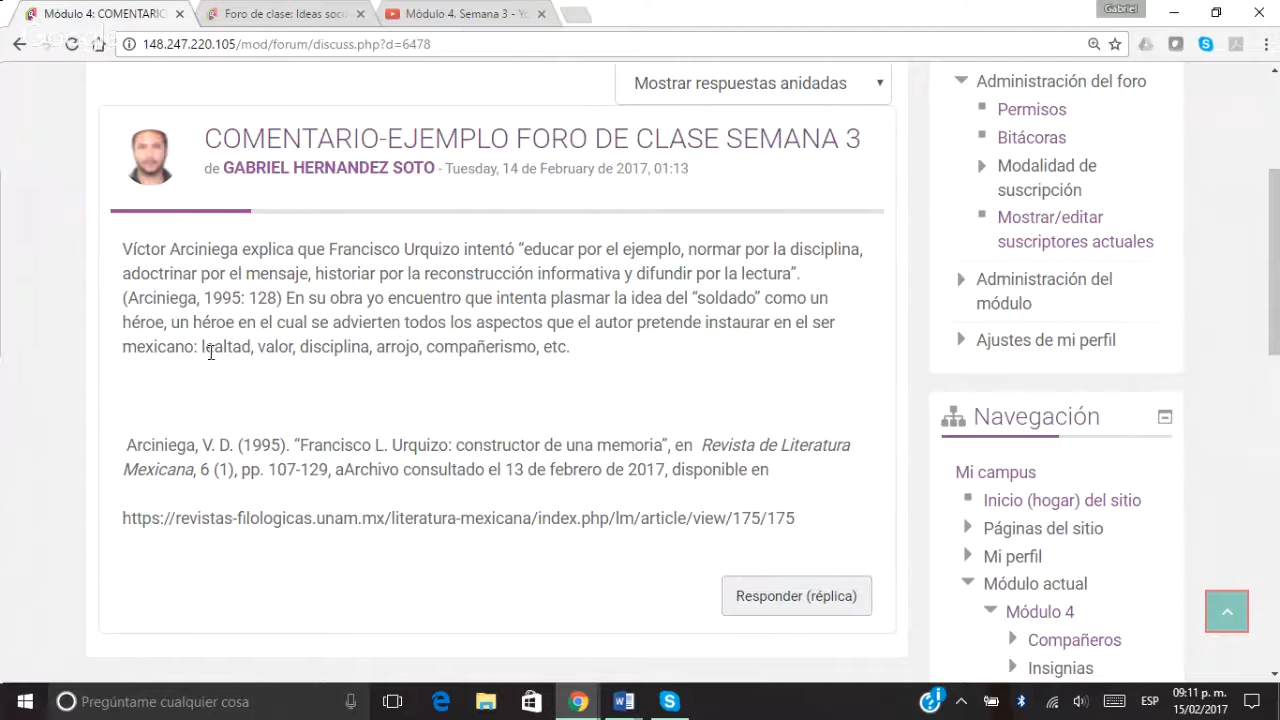 Módulo 4: COMENTARIC
Foro de clase: Ideas socu
Módulo 4. Semana 3 - Yo
Gabriel
148.247.220.105/mod/forum/discuss.php?d=6478
Mostrar respuestas anidadas
COMENTARIO-EJEMPLO FORO DE CLASE SEMANA 3
de GABRIEL HERNANDEZ SOTO - Tuesday, 14 de February de 2017, 01:13
Víctor Arciniega explica que Francisco Urquizo intentó “educar por el ejemplo, normar por la disciplina,
adoctrinar por el mensaje, historiar por la reconstrucción informativa y difundir por la lectura”.
(Arciniega, 1995: 128) En su obra yo encuentro que intenta plasmar la idea del “soldado” como un
héroe, un héroe en el cual se advierten todos los aspectos que el autor pretende instaurar en el ser
mexicano: lealtad, valor, disciplina, arrojo, compañerismo, etc.
Arciniega, V. D. (1995). “Francisco L. Urquizo: constructor de una memoria”, en Revista de Literatura
Mexicana, 6 (1), pp. 107-129, aArchivo consultado el 13 de febrero de 2017, disponible en
https://revistas-filologicas.unam.mx/literatura-mexicana/index.php/lm/article/view/175/175
Responder (réplica)
Administración del foro
Permisos
Bitácoras
Modalidad de
suscripción
Mostrar/editar
suscriptores actuales
Administración del
módulo
Ajustes de mi perfil
Navegación
Mi campus
Inicio (hogar) del sitio
Páginas del sitio
Mi perfil
Módulo actual
Módulo 4
Compañeros
Insignias
Pregúntame cualquier cosa
ESP
09:11 p. m.
15/02/2017